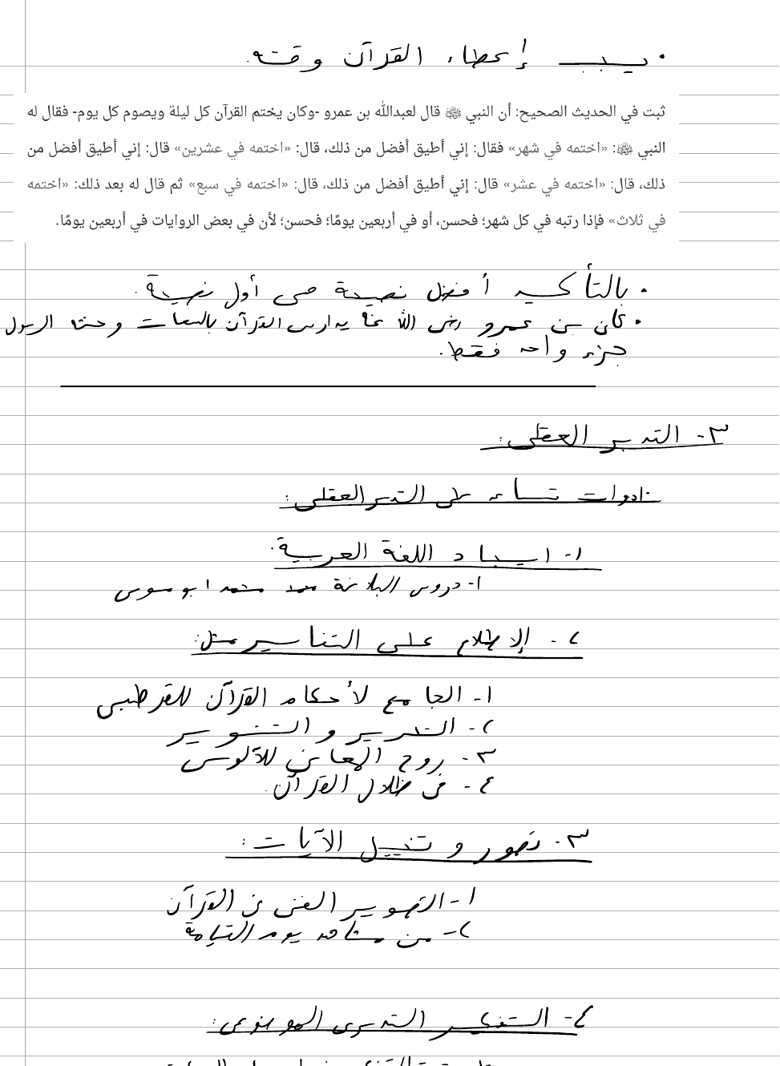 • يجب إعطاء القرآن وقته.
ثبت في الحديث الصحيح: أن النبي ﷺ قال لعبدالله بن عمرو -وكان يختم القرآن كل ليلة ويصوم كل يوم- فقال له
النبي ﷺ: «اختمه في شهر» فقال: إني أطيق أفضل من ذلك، قال: «اختمه في عشرين» قال: إني أطيق أفضل من
ذلك، قال: «اختمه في عشر» قال: إني أطيق أفضل من ذلك، قال: «اختمه في سبع» ثم قال له بعد ذلك: «اختمه
في ثلاث» فإذا رتبه في كل شهر؛ فحسن، أو في أربعين يومًا؛ فحسن؛ لأن في بعض الروايات في أربعين يومًا.
• بالتأكيد أفضل نصيحة هي أول نصيحة.
• كان بن عمرو رضي الله عنه يدارس القرآن بالساعات وحثه الرسول
جزء واحد فقط.
٣- التدبر العقلي:
أدوات تساعد على التدبر العقلي:
١- إيجاد اللغة العربية:
١- دروس البلاغة محمد محمد ابو موسى
٢- الإطلاع على التفاسير مثل:
١- الجامع لأحكام القرآن للقرطبي
٢- التحرير والتنوير
٣- روح المعاني للآلوسي
٤- في ظلال القرآن.
٣- تصور وتخييل الآيات:
١- التصوير الفني في القرآن
٢- من مشاهد يوم القيامة
٤- التفكير التدبري الموضوعي: